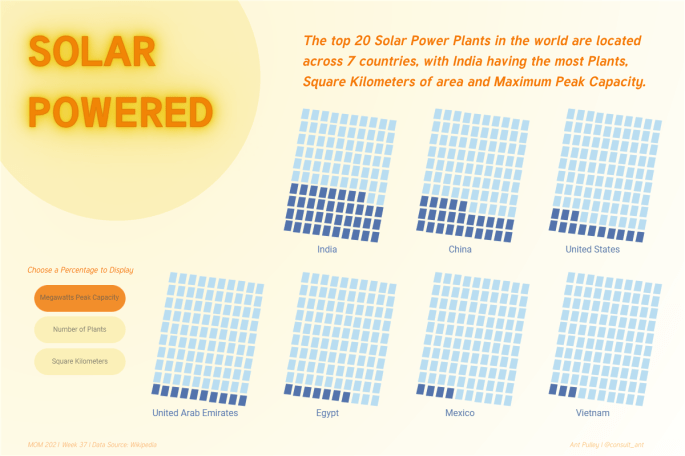 SOLAR
POWERED
The top 20 Solar Power Plants in the world are located
across 7 countries, with India having the most Plants,
Square Kilometers of area and Maximum Peak Capacity.
India
China
United States
Choose a Percentage to Display
Megawatts Peak Capacity
Number of Plants
Square Kilometers
United Arab Emirates
Egypt
Mexico
Vietnam
MOM 2021 Week 37 | Data Source: Wikipedia
Ant Pulley | @consult_ant